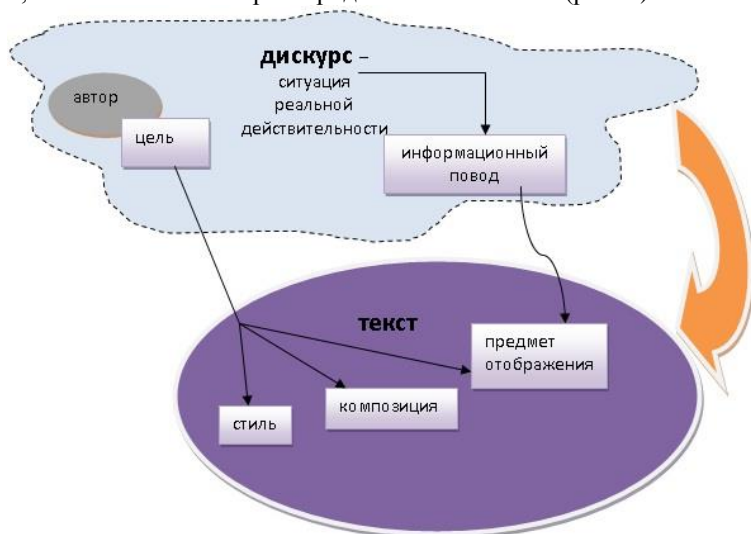 дискурс –
ситуация
реальной
действительности
автор
цель
информационный
повод
текст
предмет
отображения
композиция
стиль